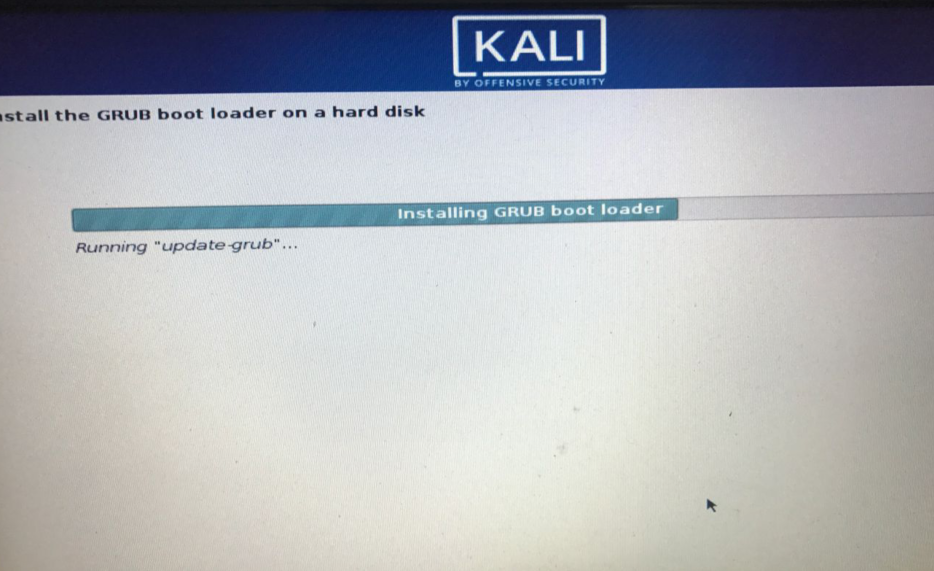 KALI
BY OFFENSIVE SECURITY
stall the GRUB boot loader on a hard disk
Installing GRUB boot loader
Running "update-grub"...